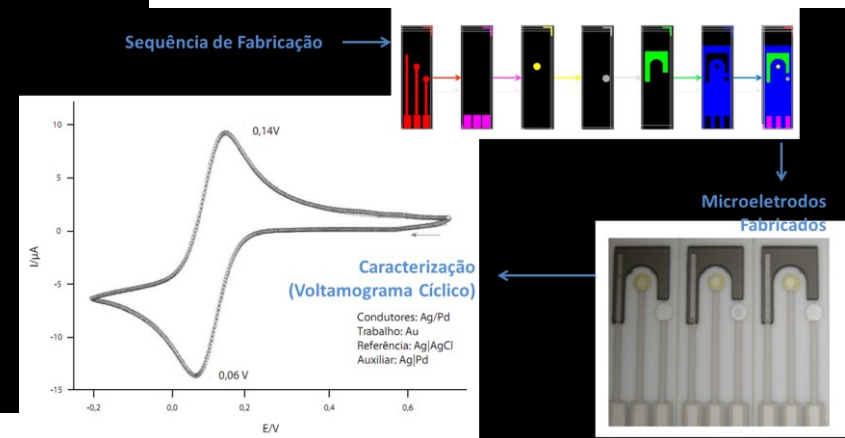 Sequência de Fabricação
Microeletrodos
Fabricados
Caracterização
(Voltamograma Cíclico)
Condutores: Ag/Pd
Trabalho: Au
Referência: Ag|AgCl
Auxiliar: Ag|Pd
0,14V
0,06 V
I/µA
10
5
0
-5
-10
-15
-0,2
0,0
0,2
0,4
0,6
E/V